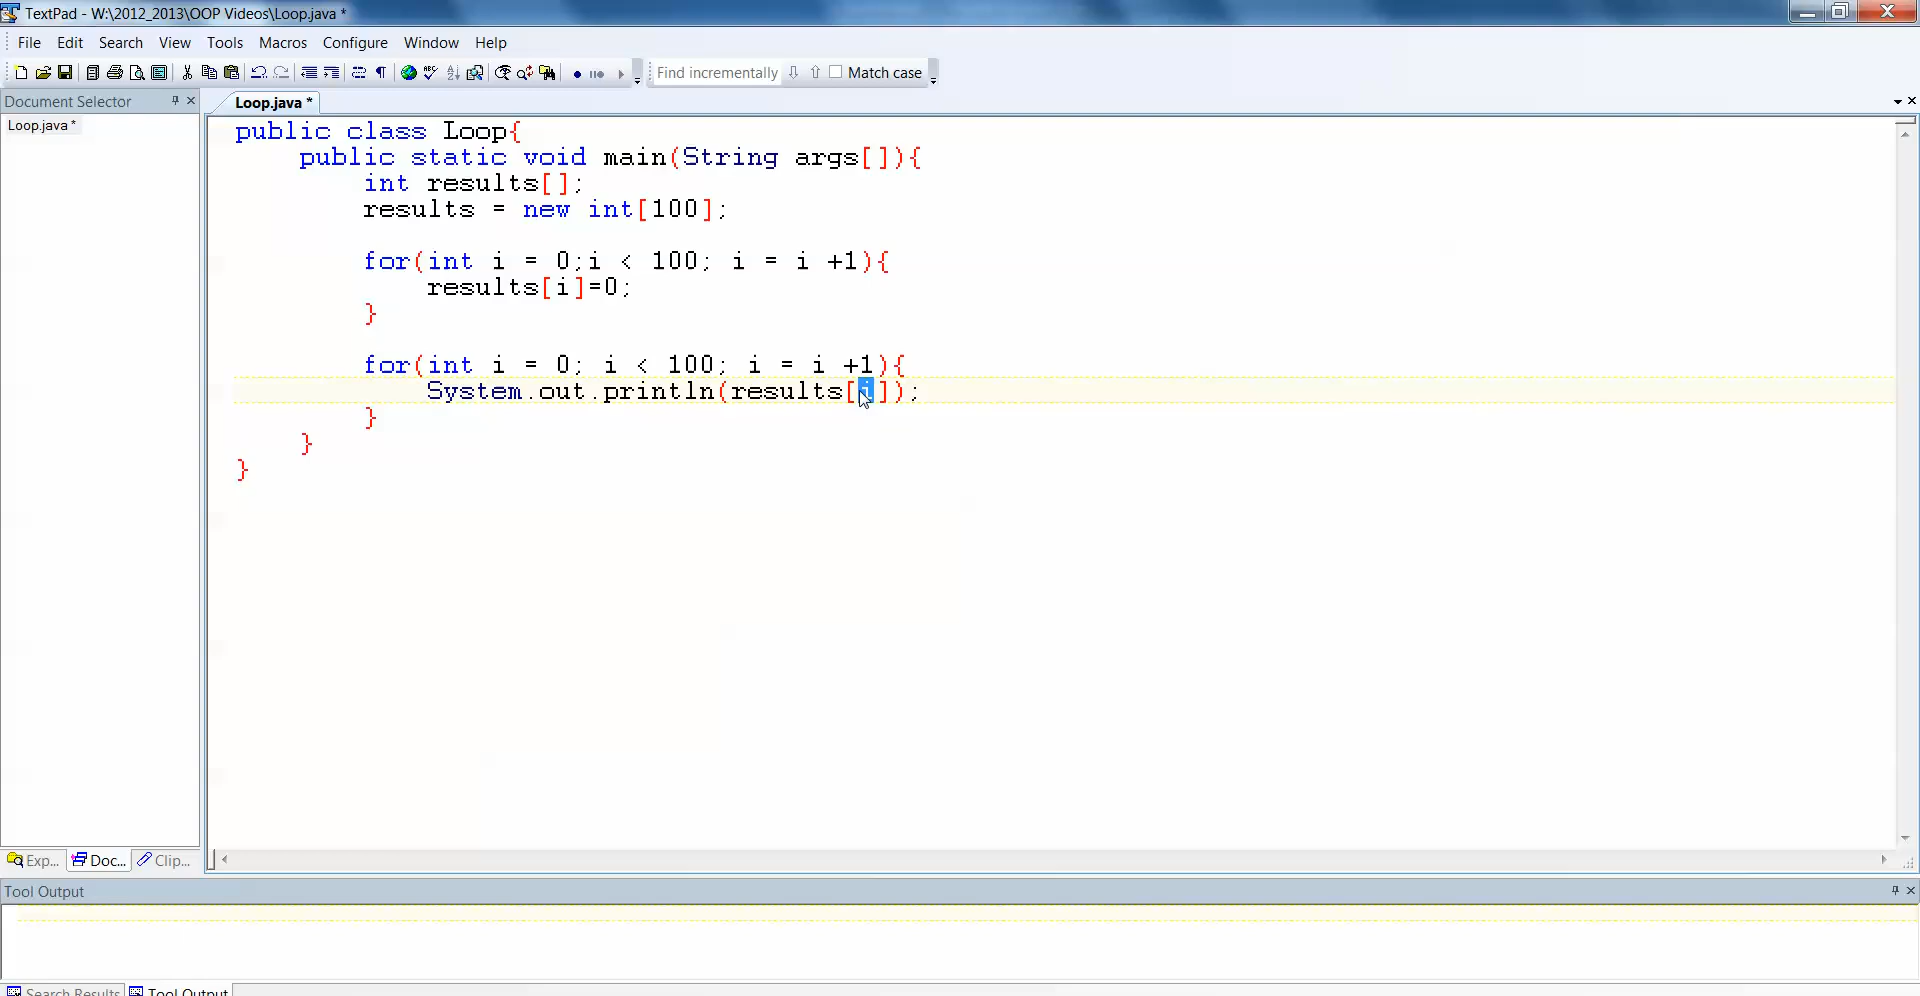 TextPad - W:\2012_2013\OOP Videos\Loop.java *
File Edit Search View Tools Macros Configure Window Help
Find incrementally Match case
Document Selector
Loop.java *
Loop.java *
public class Loop{
public static void main(String args[]){
int results[];
results = new int[100];
for(int i = 0;i < 100; i = i +1){
results[i]=0;
}
for(int i = 0; i < 100; i = i +1){
System.out.println(results[i]);
}
}
}
Exp... Doc... Clip...
Tool Output
Search Results Tool Output